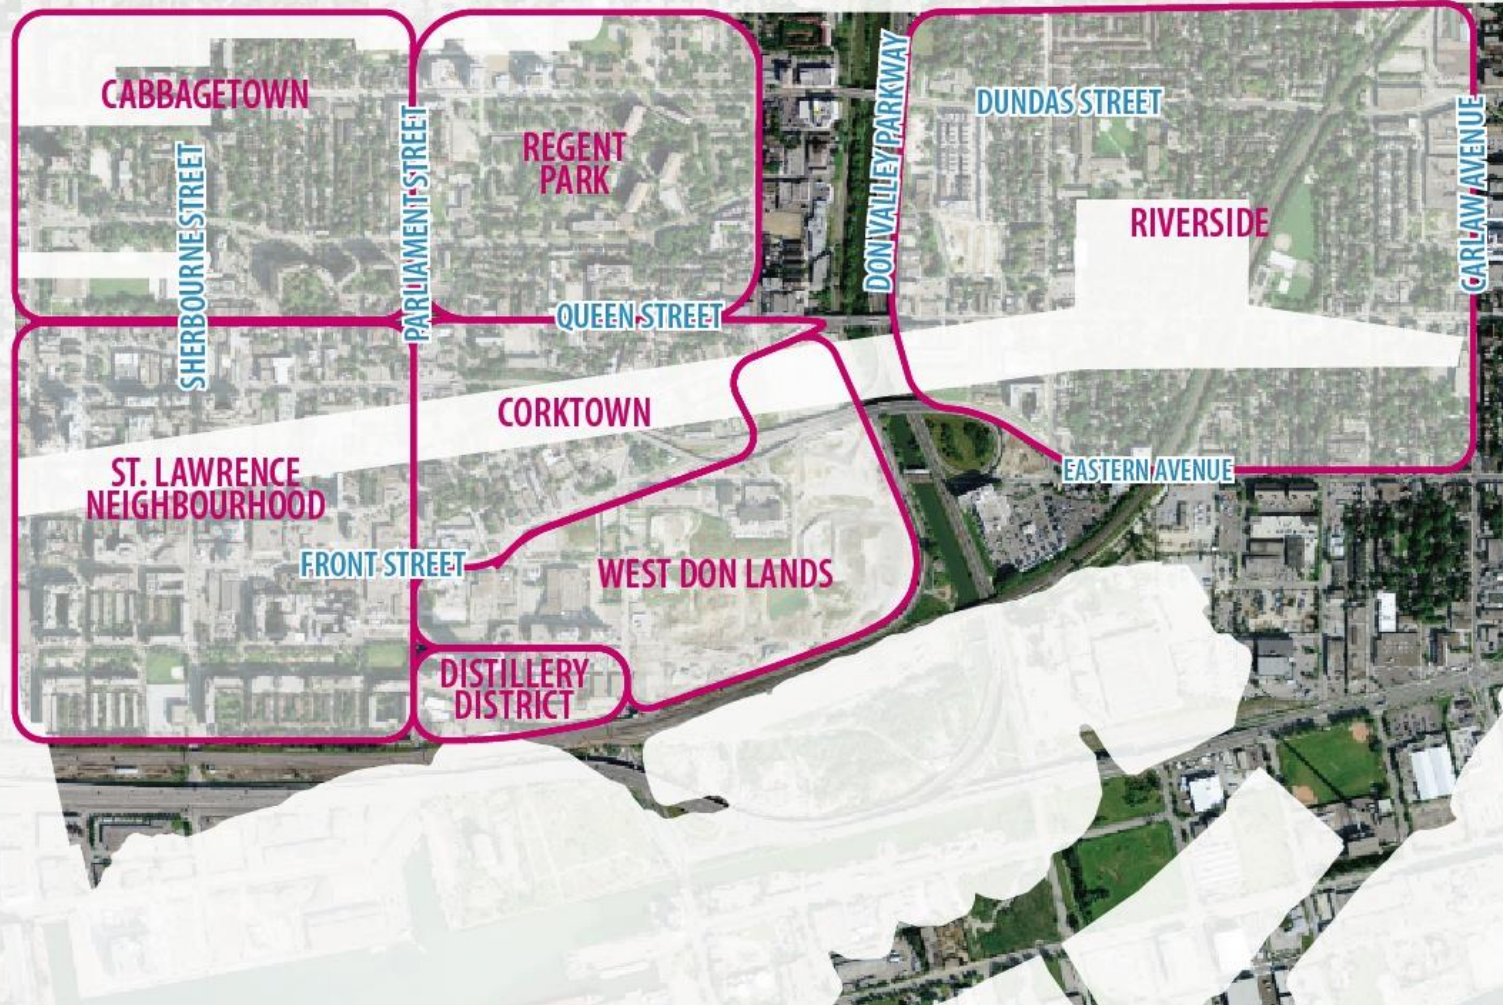 CABBAGETOWN
SHERBOURNE STREET
PARLIAMENT STREET
REGENT
PARK
QUEEN STREET
DON VALLEY PARKWAY
DUNDAS STREET
RIVERSIDE
CARLAW AVENUE
CORKTOWN
ST. LAWRENCE
NEIGHBOURHOOD
EASTERN AVENUE
FRONT STREET
WEST DON LANDS
DISTILLERY
DISTRICT